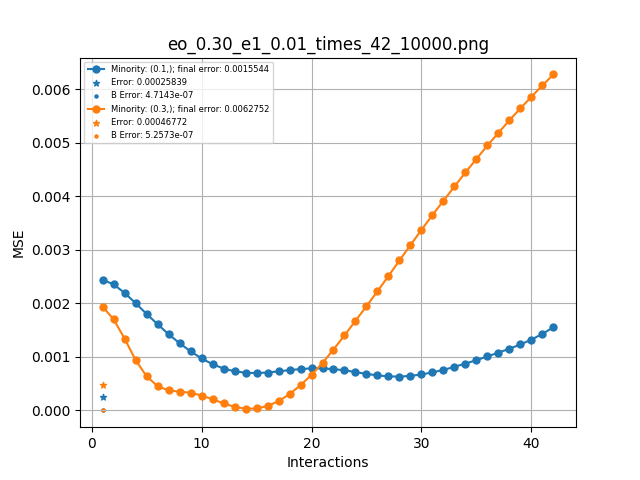 eo_0.30_e1_0.01_times_42_10000.png
Minority: (0.1,); final error: 0.0015544
Error: 0.00025839
B Error: 4.7143e-07
Minority: (0.3,); final error: 0.0062752
Error: 0.00046772
B Error: 5.2573e-07
0.006
0.005
0.004
0.003
0.002
0.001
0.000
MSE
0 10 20 30 40
Interactions